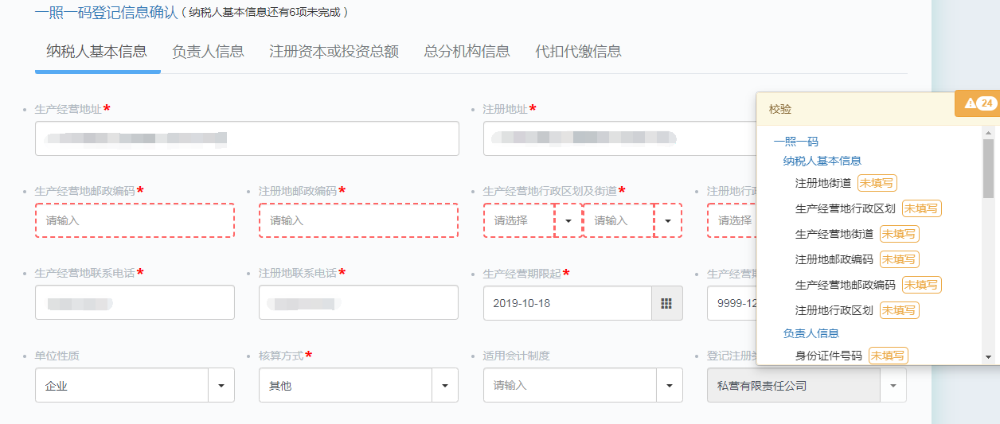 一照一码登记信息确认(纳税人基本信息还有6项未完成)
纳税人基本信息 负责人信息 注册资本或投资总额 总分机构信息 代扣代缴信息
生产经营地址* 注册地址*
生产经营地邮政编码* 注册地邮政编码* 生产经营地行政区划及街道* 注册地行
请输入 请输入 请选择 请输入 请选择
生产经营地联系电话* 注册地联系电话* 生产经营期限起* 生产经营期
2019-10-18 9999-12
单位性质 核算方式* 适用会计制度 登记注册
企业 其他 请输入 私营有限责任公司
校验 24
一照一码
纳税人基本信息
注册地街道 未填写
生产经营地行政区划 未填写
生产经营地街道 未填写
注册地邮政编码 未填写
生产经营地邮政编码 未填写
注册地行政区划 未填写
负责人信息
身份证件号码 未填写